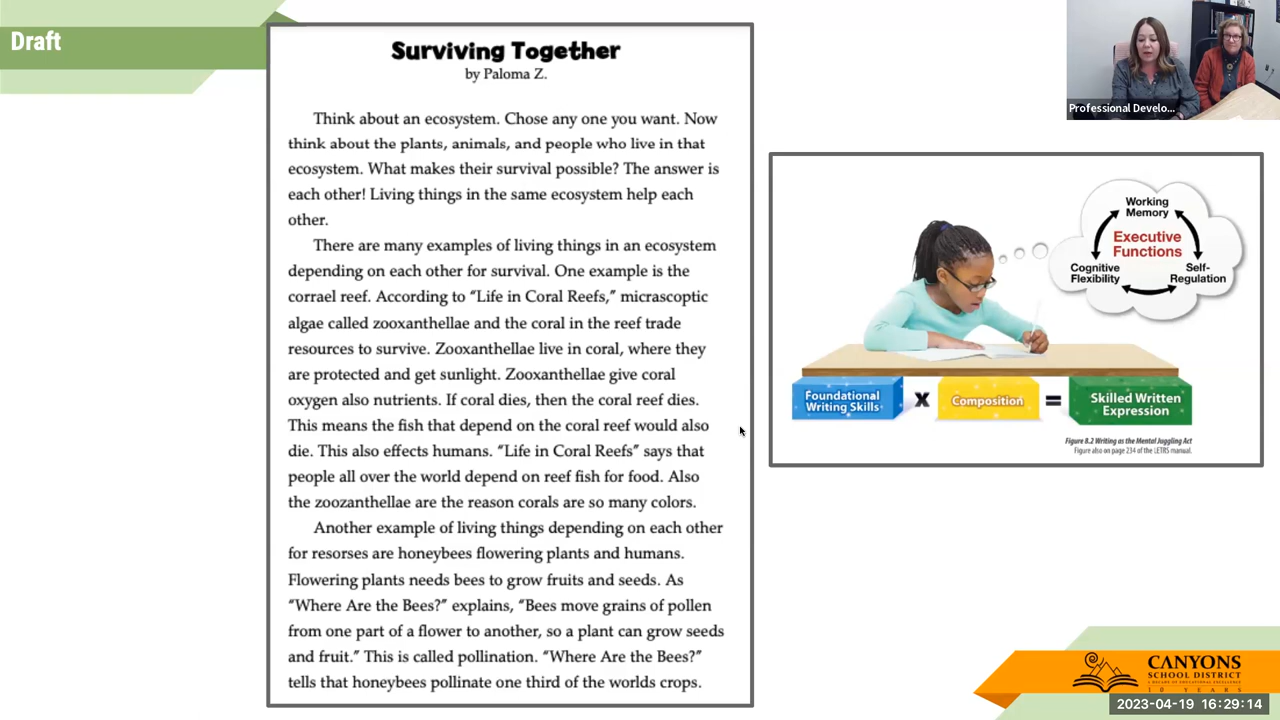 Draft
Surviving Together
by Paloma Z.
Think about an ecosystem. Chose any one you want. Now
think about the plants, animals, and people who live in that
ecosystem. What makes their survival possible? The answer is
each other! Living things in the same ecosystem help each
other.
There are many examples of living things in an ecosystem
depending on each other for survival. One example is the
corrael reef. According to “Life in Coral Reefs,” micrascoptic
algae called zooxanthellae and the coral in the reef trade
resources to survive. Zooxanthellae live in coral, where they
are protected and get sunlight. Zooxanthellae give coral
oxygen also nutrients. If coral dies, then the coral reef dies.
This means the fish that depend on the coral reef would also
die. This also effects humans. “Life in Coral Reefs” says that
people all over the world depend on reef fish for food. Also
the zoozanthellae are the reason corals are so many colors.
Another example of living things depending on each other
for resorses are honeybees flowering plants and humans.
Flowering plants needs bees to grow fruits and seeds. As
“Where Are the Bees?” explains, “Bees move grains of pollen
from one part of a flower to another, so a plant can grow seeds
and fruit.” This is called pollination. “Where Are the Bees?”
tells that honeybees pollinate one third of the worlds crops.
Professional Develo...
Working
Memory
Executive
Functions
Cognitive
Flexibility
Self-
Regulation
Foundational
Writing Skills
x
Composition
=
Skilled Written
Expression
Figure 8.2 Writing as the Mental Juggling Act
Figure also on page 234 of the LETRS manual.
CANYONS
SCHOOL DISTRICT
A DECADE OF EDUCATIONAL EXCELLENCE
10 YEARS
2023-04-19 16:29:14